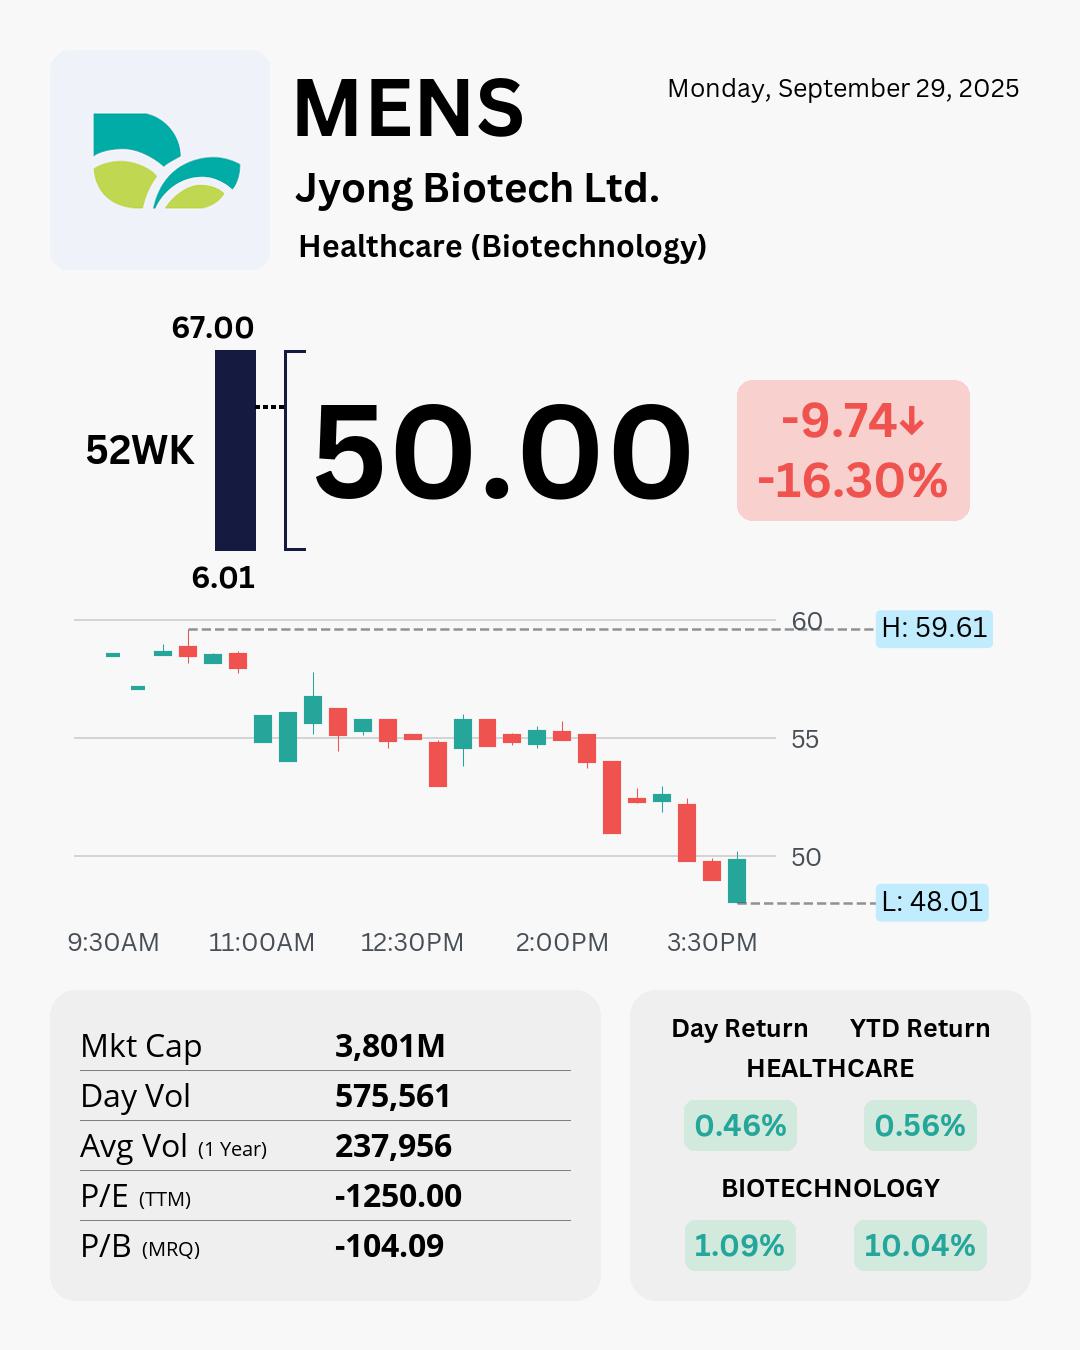 MENS
Monday, September 29, 2025
Jyong Biotech Ltd.
Healthcare (Biotechnology)
67.00
52WK
6.01
50.00
-9.74↓
-16.30%
60
H: 59.61
55
50
L: 48.01
9:30AM 11:00AM 12:30PM 2:00PM 3:30PM
Mkt Cap 3,801M
Day Vol 575,561
Avg Vol (1 Year) 237,956
P/E (TTM) -1250.00
P/B (MRQ) -104.09
Day Return YTD Return
HEALTHCARE
0.46% 0.56%
BIOTECHNOLOGY
1.09% 10.04%